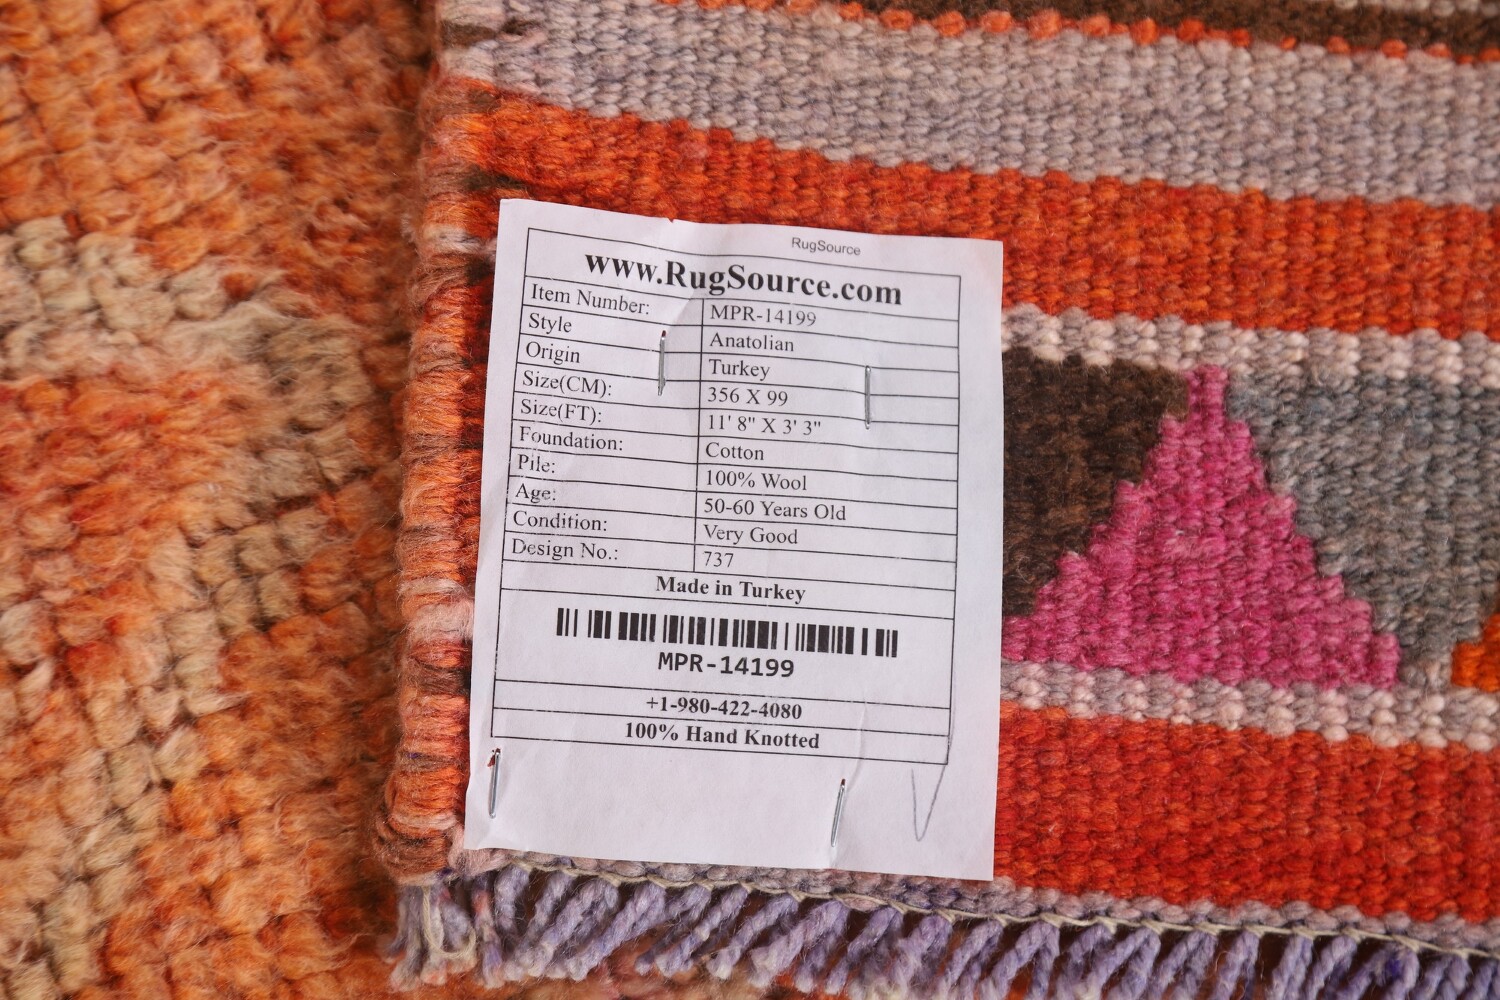 RugSource
www.RugSource.com
Item Number: MPR-14199
Style Anatolian
Origin Turkey
Size(CM): 356 X 99
Size(FT): 11' 8" X 3' 3"
Foundation: Cotton
Pile: 100% Wool
Age: 50-60 Years Old
Condition: Very Good
Design No.: 737
Made in Turkey
MPR-14199
+1-980-422-4080
100% Hand Knotted